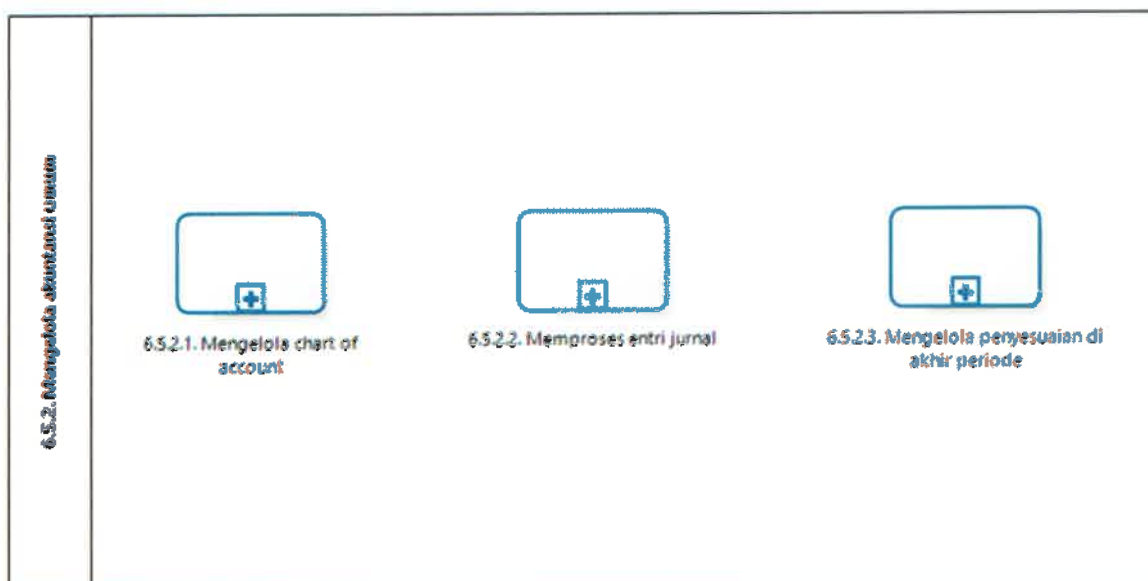 6.5.2. Mengelola akuntansi umum
6.5.2.1. Mengelola chart of
account
6.5.2.2. Memproses entri jurnal
6.5.2.3. Mengelola penyesuaian di
akhir periode